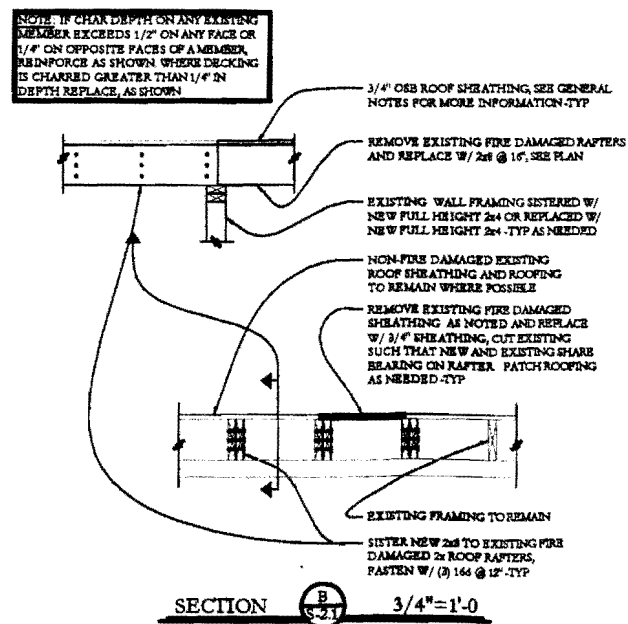 NOTE: IF CHAR DEPTH ON ANY EXISTING
MEMBER EXCEEDS 1/2" ON ANY FACE OR
1/4" ON OPPOSITE FACES OF A MEMBER,
REINFORCE AS SHOWN. WHERE DECKING
IS CHARRED GREATER THAN 1/4" IN
DEPTH REPLACE, AS SHOWN
3/4" OSB ROOF SHEATHING, SEE GENERAL
NOTES FOR MORE INFORMATION-TYP
REMOVE EXISTING FIRE DAMAGED RAFTERS
AND REPLACE W/ 2x8 @ 16", SEE PLAN
EXISTING WALL FRAMING SISTERED W/
NEW FULL HEIGHT 2x4 OR REPLACED W/
NEW FULL HEIGHT 2x4 -TYP AS NEEDED
NON-FIRE DAMAGED EXISTING
ROOF SHEATHING AND ROOFING
TO REMAIN WHERE POSSIBLE
REMOVE EXISTING FIRE DAMAGED
SHEATHING AS NOTED AND REPLACE
W/ 3/4" SHEATHING, CUT EXISTING
SUCH THAT NEW AND EXISTING SHARE
BEARING ON RAFTER PATCH ROOFING
AS NEEDED -TYP
EXISTING FRAMING TO REMAIN
SISTER NEW 2x8 TO EXISTING FIRE
DAMAGED 2x ROOF RAFTERS,
FASTEN W/ (3) 16d @ 12" -TYP
SECTION B S-2.1 3/4"=1'-0